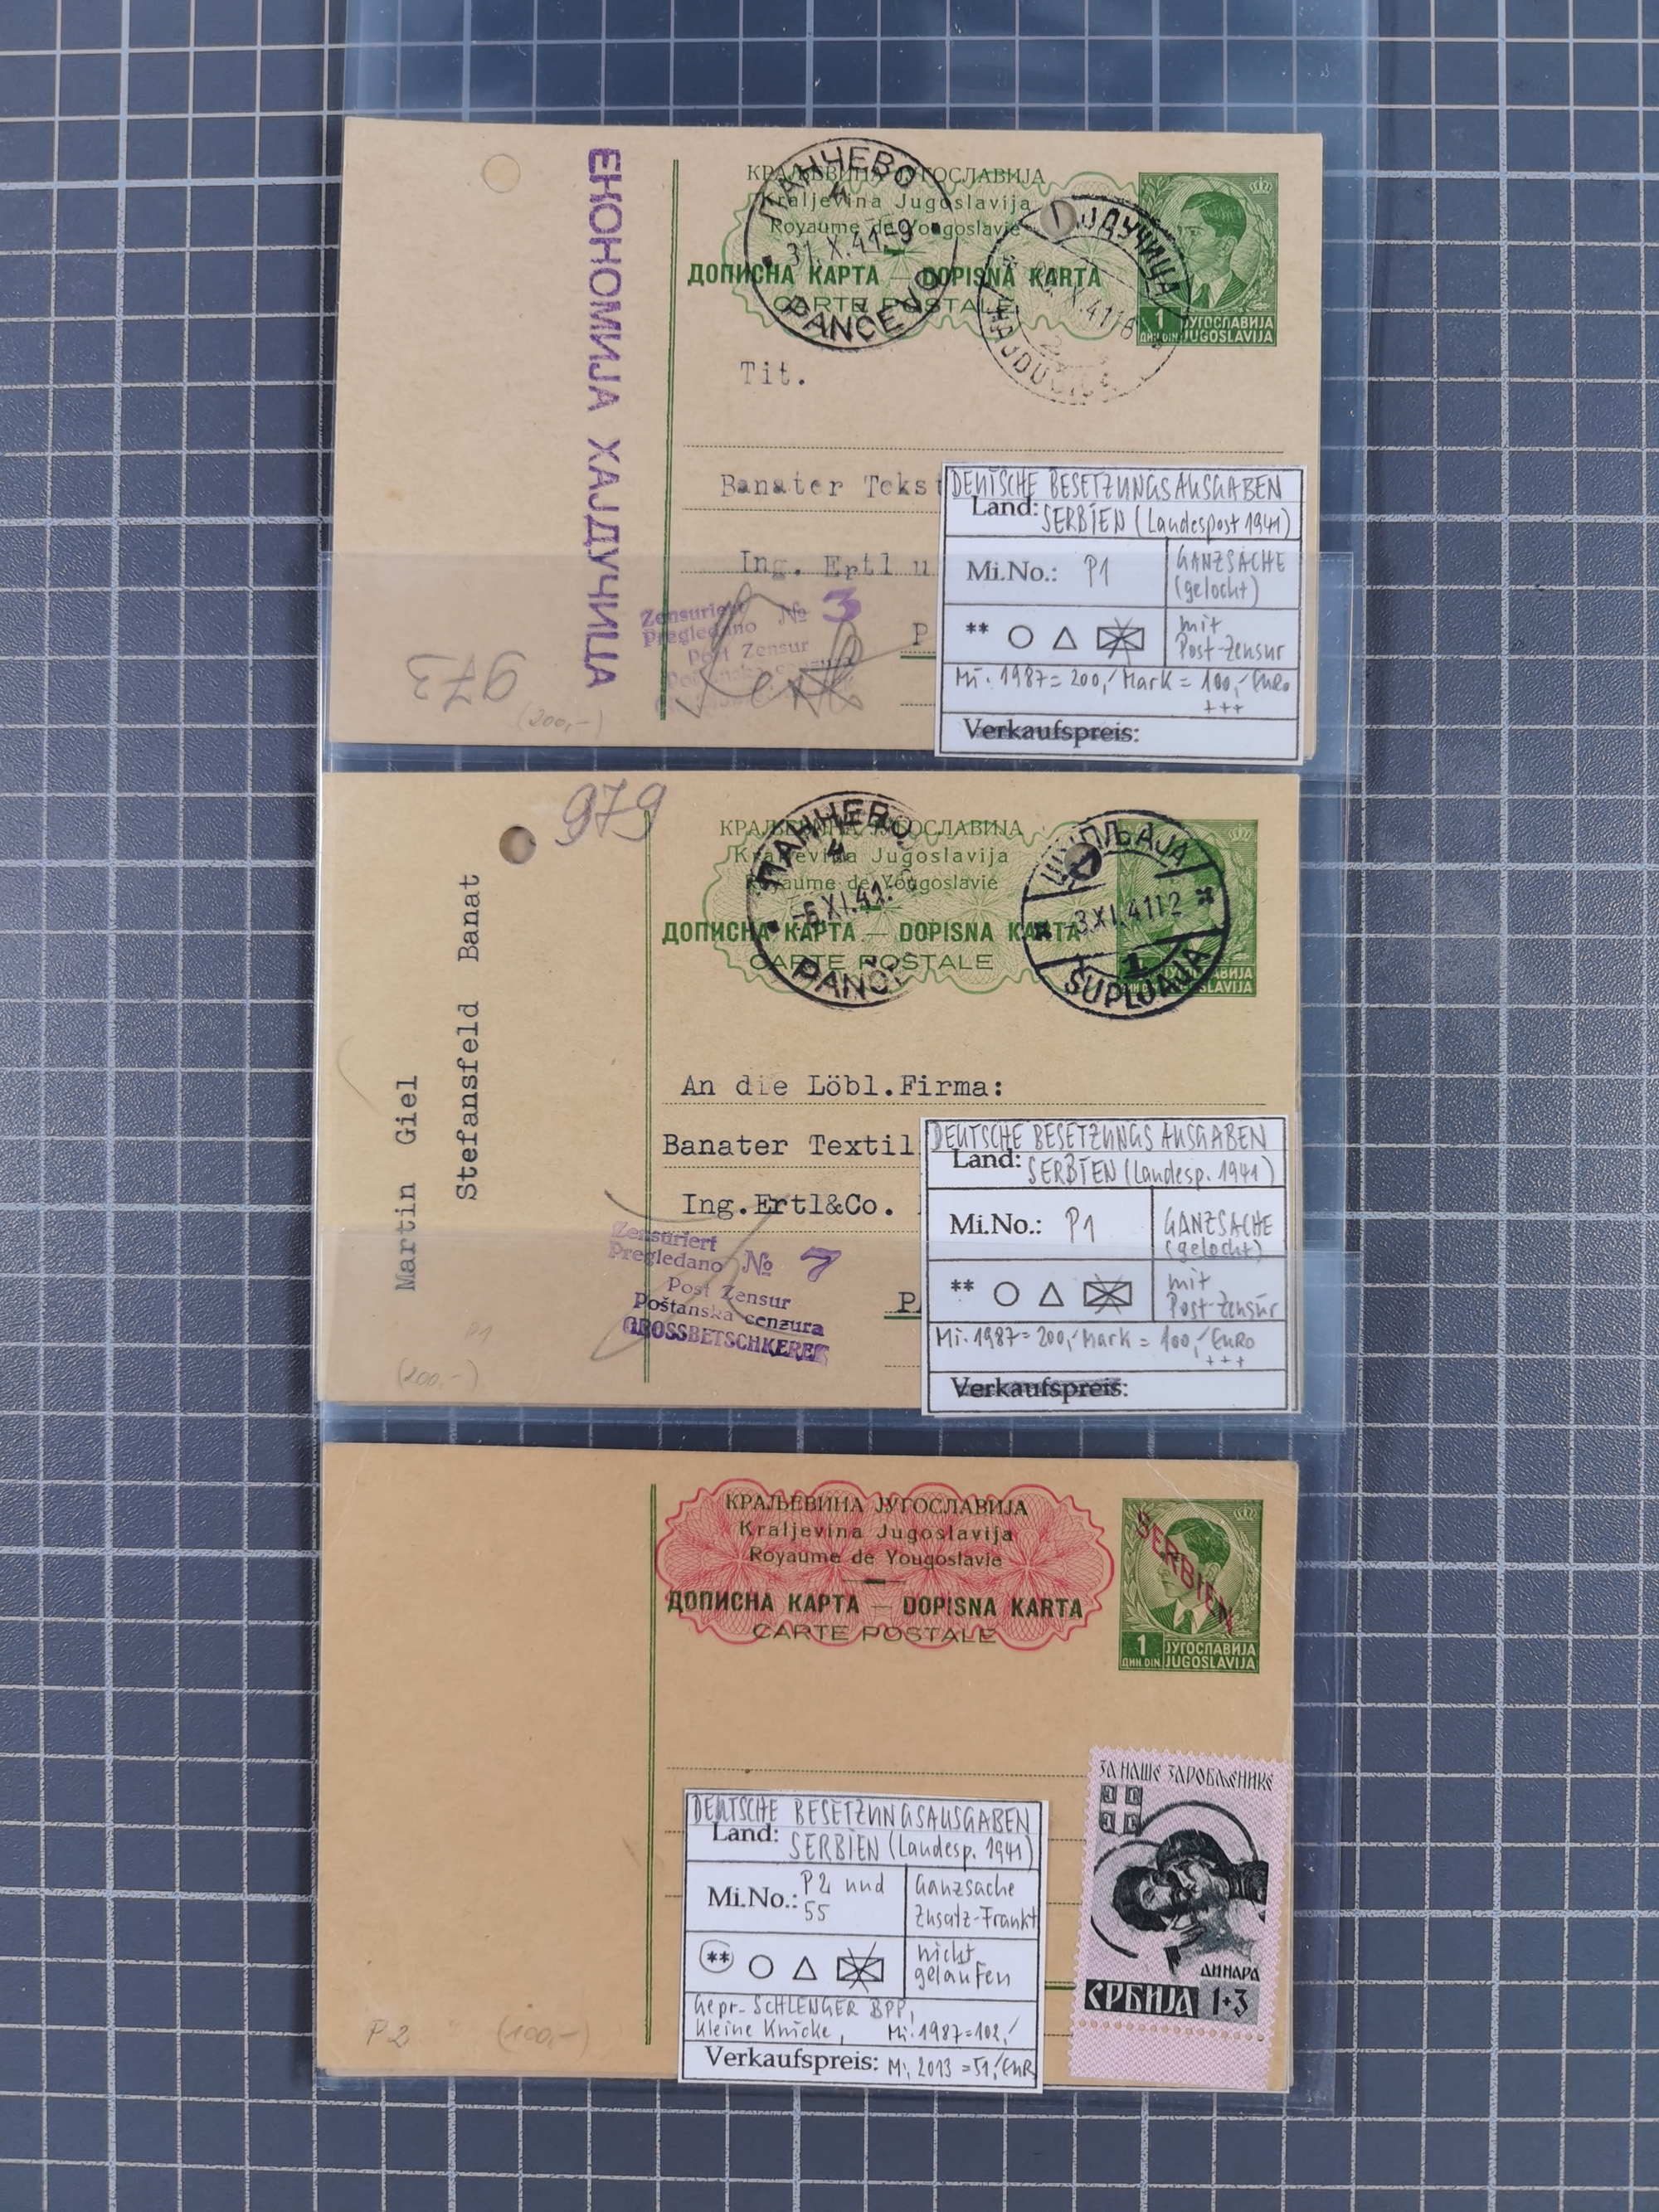 ЕКОНОМИЈА ХАЈДУЧИЦА
КРАЉЕВИНА ЈУГОСЛАВИЈА
Kraljevina Jugoslavija
Royaume de Yougoslavie
ДОПИСНА КАРТА — DOPISNA KARTA
CARTE POSTALE
ПАНЧЕВО
31.X.41-9
PANČEVO
1
ДИН. DIN.
ЈУГОСЛАВИЈА
JUGOSLAVIJA
Tit.
Banater Tekst
Ing. Ertl u
P
Zensuriert
Pregledano № 3
Post Zensur
Poštanska cenzura
973
(200,-)
DEUTSCHE BESETZUNGSAUSGABEN
Land: SERBIEN (Landespost 1941)
Mi.No.: P1
GANZSACHE
(gelocht)
**
mit
Post-Zensur
Mi. 1987 = 200,- Mark = 100,- Euro
+++
Verkaufspreis:
979
Martin Giel
Stefansfeld Banat
КРАЉЕВИНА ЈУГОСЛАВИЈА
Kraljevina Jugoslavija
Royaume de Yougoslavie
ДОПИСНА КАРТА — DOPISNA KARTA
CARTE POSTALE
ПАНЧЕВО
XI.41.
3.XI.41 12
1
ŠUPLJAJA
An die Löbl.Firma:
Banater Textil
Ing.Ertl&Co.
P
Zensuriert
Pregledano № 7
Post Zensur
Poštanska cenzura
GROSSBETSCHKEREK
P1
(200,-)
DEUTSCHE BESETZUNGSAUSGABEN
Land: SERBIEN (Landesp. 1941)
Mi.No.: P1
GANZSACHE
(gelocht)
**
mit
Post-Zensur
Mi. 1987 = 200,- Mark = 100,- Euro
+++
Verkaufspreis:
КРАЉЕВИНА ЈУГОСЛАВИЈА
Kraljevina Jugoslavija
Royaume de Yougoslavie
ДОПИСНА КАРТА — DOPISNA KARTA
CARTE POSTALE
SERBIEN
1
ДИН. DIN.
ЈУГОСЛАВИЈА
JUGOSLAVIJA
ЗА НАШЕ ЗАРОБЉЕНИКЕ
ДИНАРА
СРБИЈА 1+3
P2
(100,-)
DEUTSCHE BESETZUNGSAUSGABEN
Land: SERBIEN (Landesp. 1941)
Mi.No.: P2 und
55
Ganzsache
Zusatz-Frankt
**
nicht
gelaufen
Gepr. SCHLENGER BPP,
kleine Knicke, Mi. 1987=102,-
Verkaufspreis: Mi. 2013 =51,- EUR